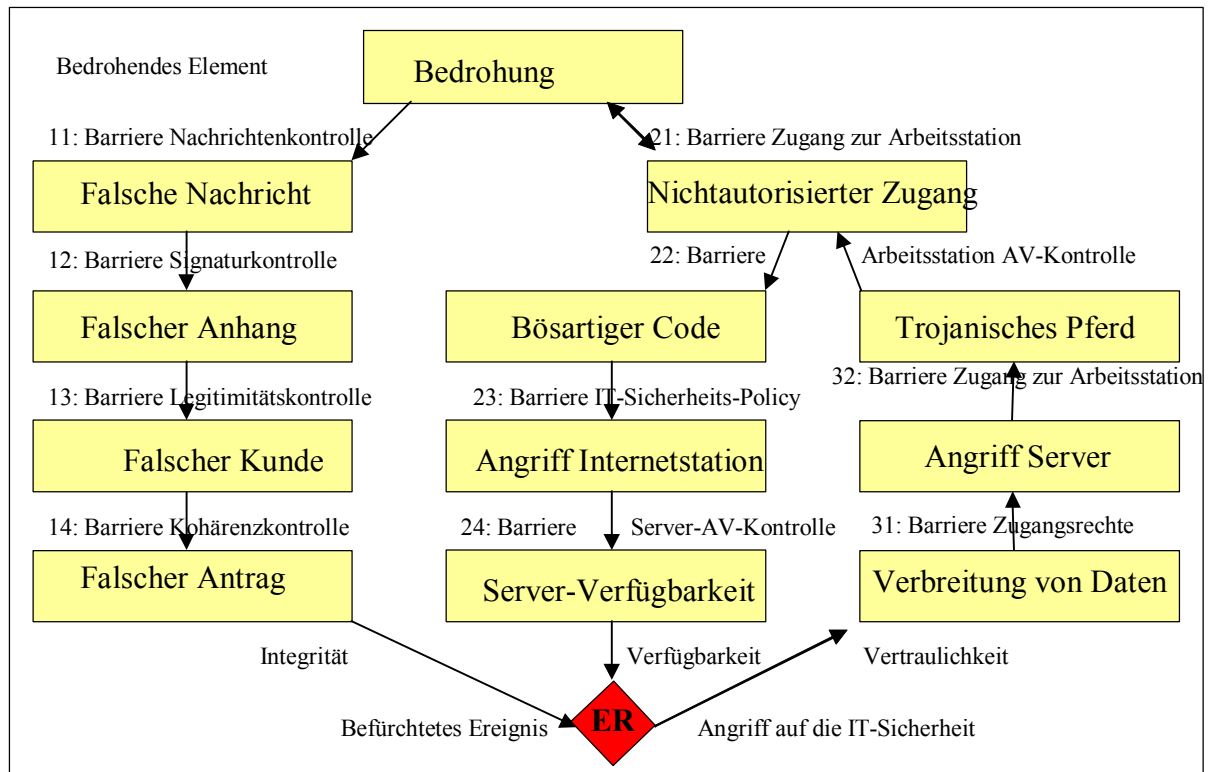 Bedrohendes Element
Bedrohung
11: Barriere Nachrichtenkontrolle
21: Barriere Zugang zur Arbeitsstation
Falsche Nachricht
Nichtautorisierter Zugang
12: Barriere Signaturkontrolle
22: Barriere
Arbeitsstation AV-Kontrolle
Falscher Anhang
Bösartiger Code
Trojanisches Pferd
13: Barriere Legitimitätskontrolle
23: Barriere IT-Sicherheits-Policy
32: Barriere Zugang zur Arbeitsstation
Falscher Kunde
Angriff Internetstation
Angriff Server
14: Barriere Kohärenzkontrolle
24: Barriere
Server-AV-Kontrolle
31: Barriere Zugangsrechte
Falscher Antrag
Server-Verfügbarkeit
Verbreitung von Daten
Integrität
Verfügbarkeit
Vertraulichkeit
Befürchtetes Ereignis
ER
Angriff auf die IT-Sicherheit